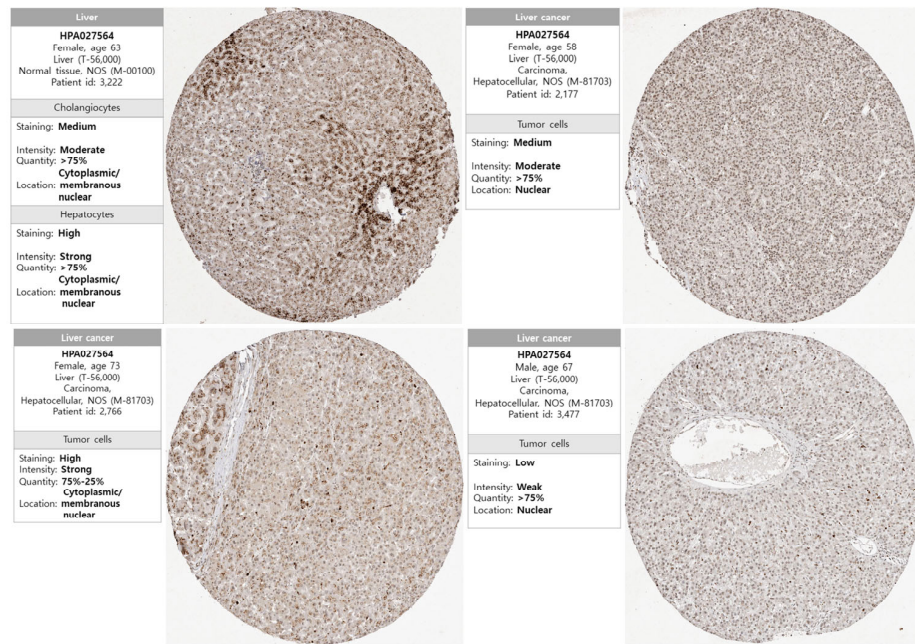 Liver
HPA027564
Female, age 63
Liver (T-56,000)
Normal tissue, NOS (M-00100)
Patient id: 3,222
Cholangiocytes
Staining: Medium
Intensity: Moderate
Quantity: >75%
Cytoplasmic/
Location: membranous
nuclear
Hepatocytes
Staining: High
Intensity: Strong
Quantity: >75%
Cytoplasmic/
Location: membranous
nuclear
Liver cancer
HPA027564
Female, age 58
Liver (T-56,000)
Carcinoma,
Hepatocellular, NOS (M-81703)
Patient id: 2,177
Tumor cells
Staining: Medium
Intensity: Moderate
Quantity: >75%
Location: Nuclear
Liver cancer
HPA027564
Female, age 73
Liver (T-56,000)
Carcinoma,
Hepatocellular, NOS (M-81703)
Patient id: 2,766
Tumor cells
Staining: High
Intensity: Strong
Quantity: 75%-25%
Cytoplasmic/
Location: membranous
nuclear
Liver cancer
HPA027564
Male, age 67
Liver (T-56,000)
Carcinoma,
Hepatocellular, NOS (M-81703)
Patient id: 3,477
Tumor cells
Staining: Low
Intensity: Weak
Quantity: >75%
Location: Nuclear